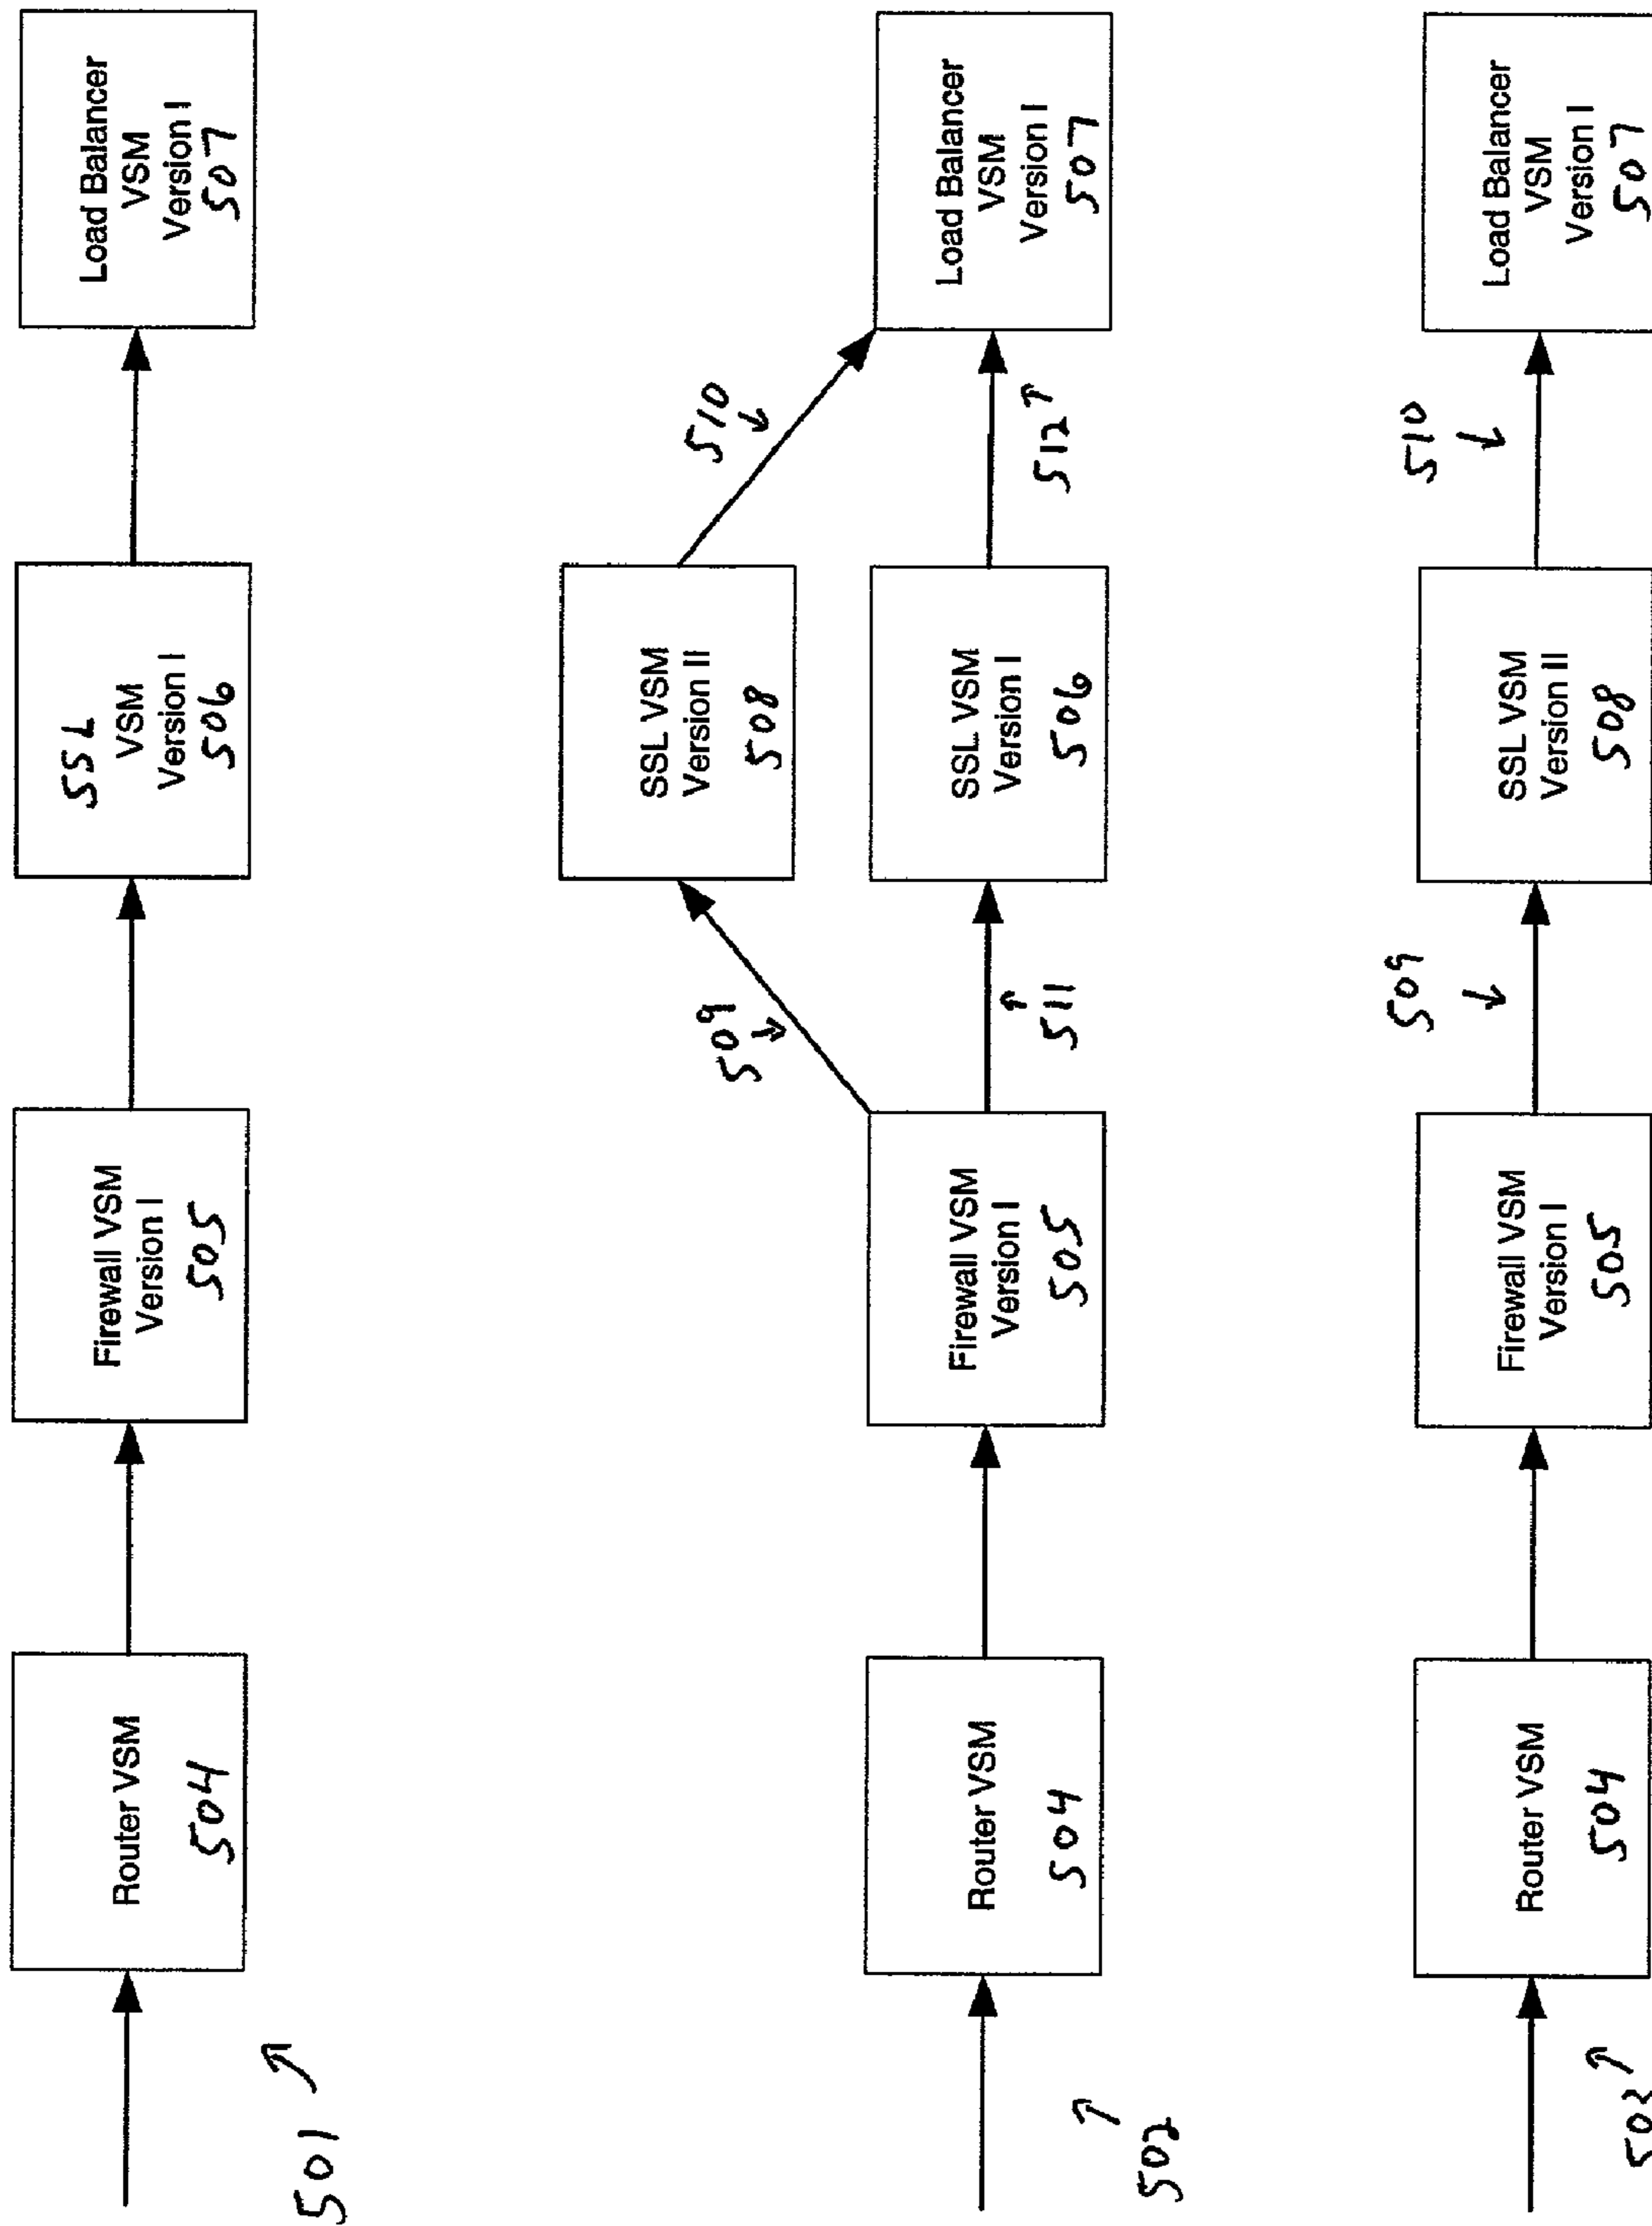 Router VSM
504
Firewall VSM
Version I
505
SSL
VSM
Version I
506
Load Balancer
VSM
Version I
507
501
SSL VSM
Version II
508
509
510
Router VSM
504
Firewall VSM
Version I
505
SSL VSM
Version I
506
Load Balancer
VSM
Version I
507
511
512
502
509
510
Router VSM
504
Firewall VSM
Version I
505
SSL VSM
Version II
508
Load Balancer
VSM
Version I
507